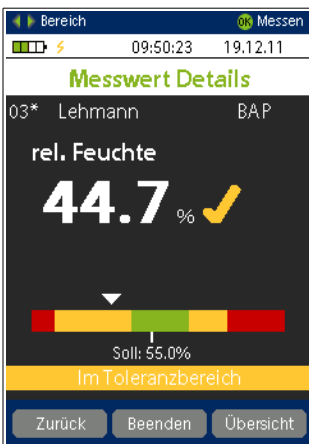 Bereich OK Messen
09:50:23 19.12.11
Messwert Details
03* Lehmann BAP
rel. Feuchte
44.7 %
Soll: 55.0%
Im Toleranzbereich
Zurück Beenden Übersicht